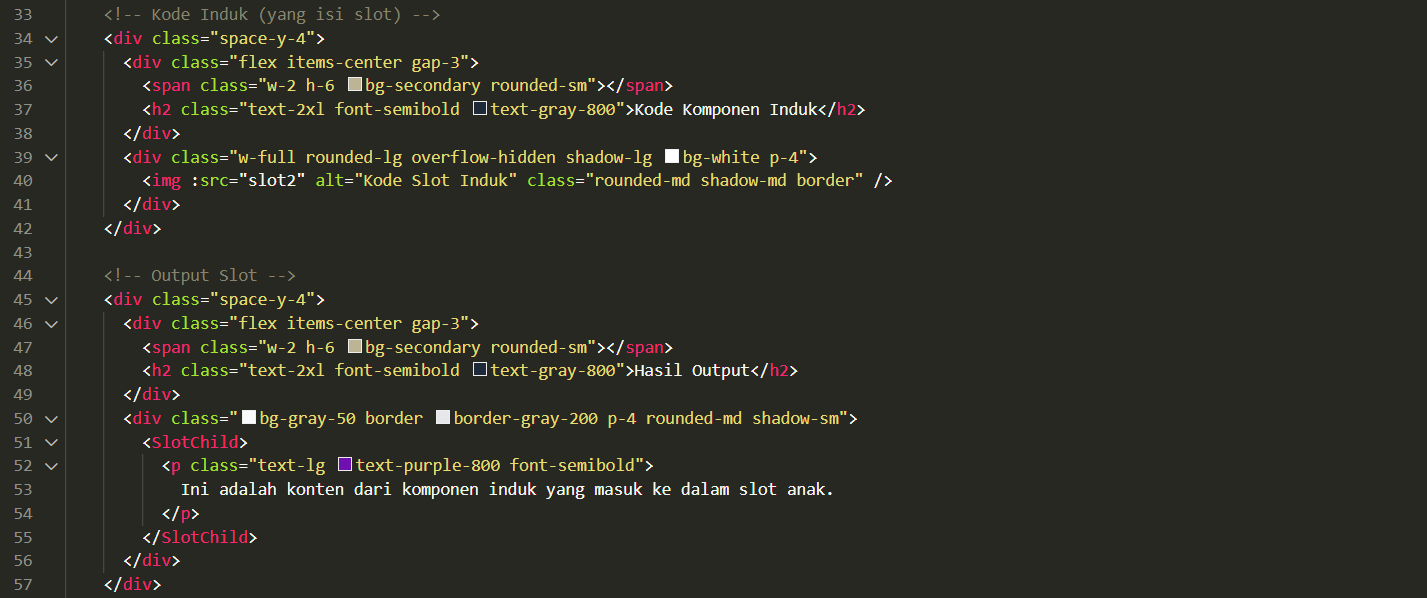 33 <!-- Kode Induk (yang isi slot) -->
34 <div class="space-y-4">
35 <div class="flex items-center gap-3">
36 <span class="w-2 h-6 bg-secondary rounded-sm"></span>
37 <h2 class="text-2xl font-semibold text-gray-800">Kode Komponen Induk</h2>
38 </div>
39 <div class="w-full rounded-lg overflow-hidden shadow-lg bg-white p-4">
40 <img :src="slot2" alt="Kode Slot Induk" class="rounded-md shadow-md border" />
41 </div>
42 </div>
43
44 <!-- Output Slot -->
45 <div class="space-y-4">
46 <div class="flex items-center gap-3">
47 <span class="w-2 h-6 bg-secondary rounded-sm"></span>
48 <h2 class="text-2xl font-semibold text-gray-800">Hasil Output</h2>
49 </div>
50 <div class="bg-gray-50 border border-gray-200 p-4 rounded-md shadow-sm">
51 <SlotChild>
52 <p class="text-lg text-purple-800 font-semibold">
53 Ini adalah konten dari komponen induk yang masuk ke dalam slot anak.
54 </p>
55 </SlotChild>
56 </div>
57 </div>